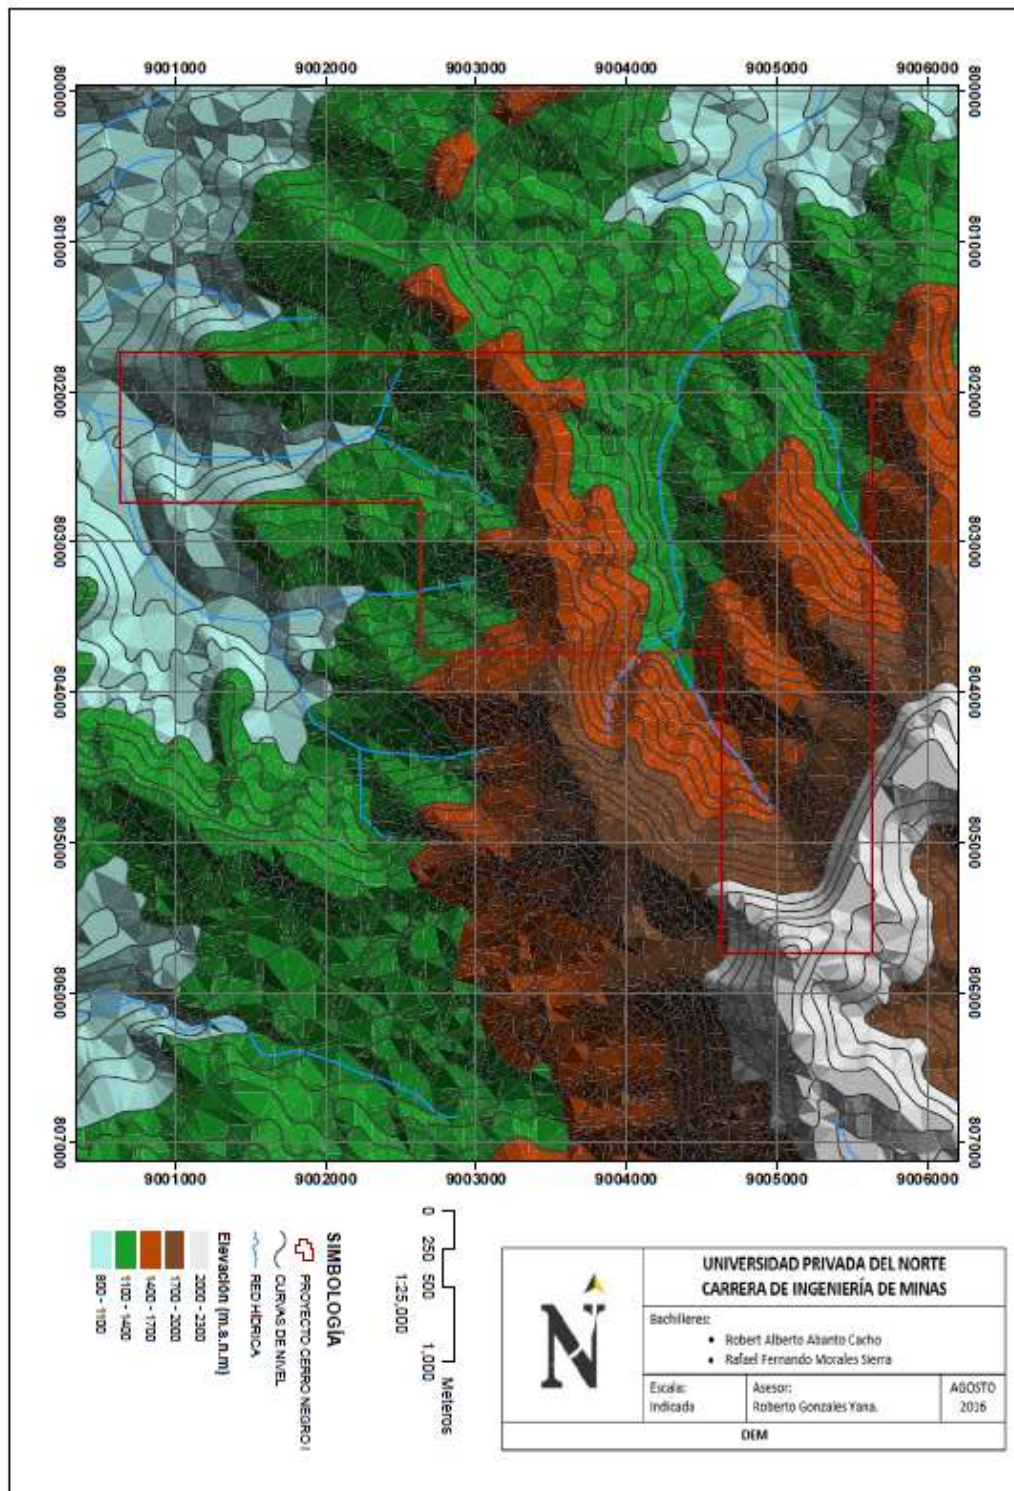 9001000 9002000 9003000 9004000 9005000 9006000
800000 800000
801000 801000
802000 802000
803000 803000
804000 804000
805000 805000
806000 806000
807000 807000
9001000 9002000 9003000 9004000 9005000 9006000
SIMBOLOGÍA
PROYECTO CERRO NEGRO I
CURVAS DE NIVEL
RED HÍDRICA
Elevación (m.s.n.m)
2000 - 2300
1700 - 2000
1400 - 1700
1100 - 1400
800 - 1100
0 250 500 1,000
Meteros
1:25,000
N
UNIVERSIDAD PRIVADA DEL NORTE
CARRERA DE INGENIERÍA DE MINAS
Bachilleres:
• Robert Alberto Abanto Cacho
• Rafael Fernando Morales Sierra
Escala:
Indicada
Asesor:
Roberto Gonzales Yana.
AGOSTO
2016
DEM